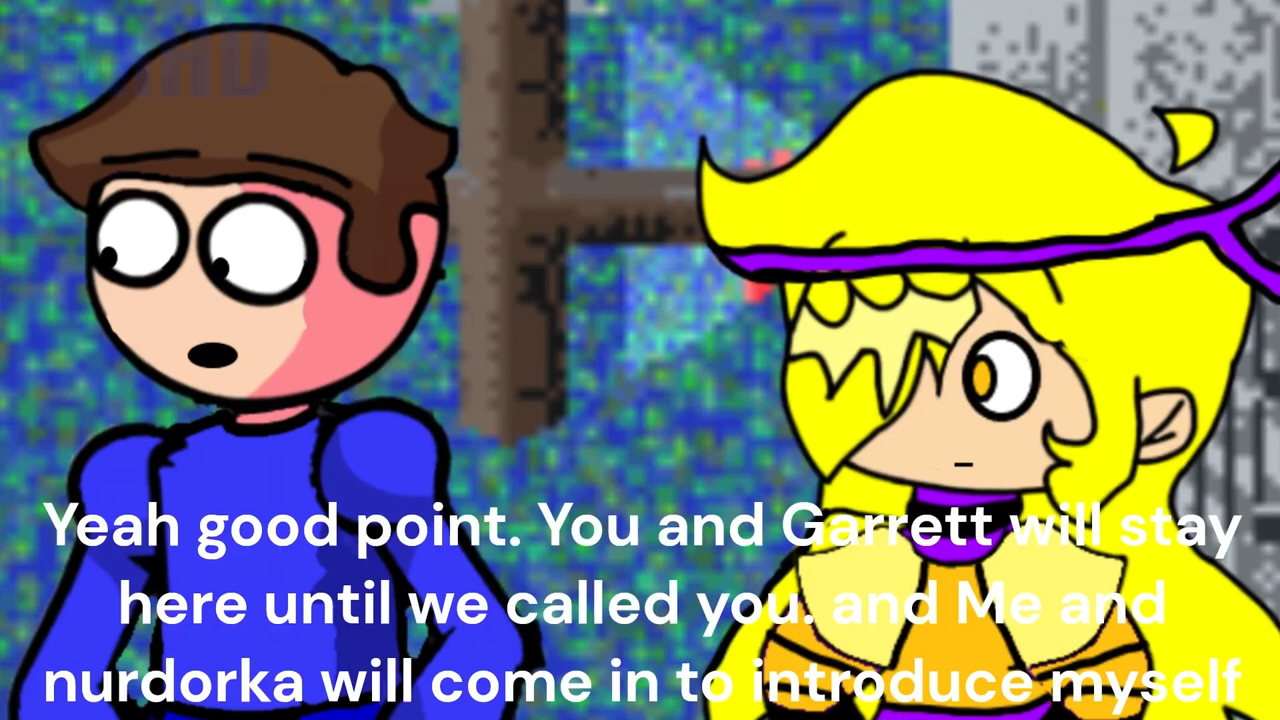 Yeah good point. You and Garrett will stay
here until we called you. and Me and
nurdorka will come in to introduce myself